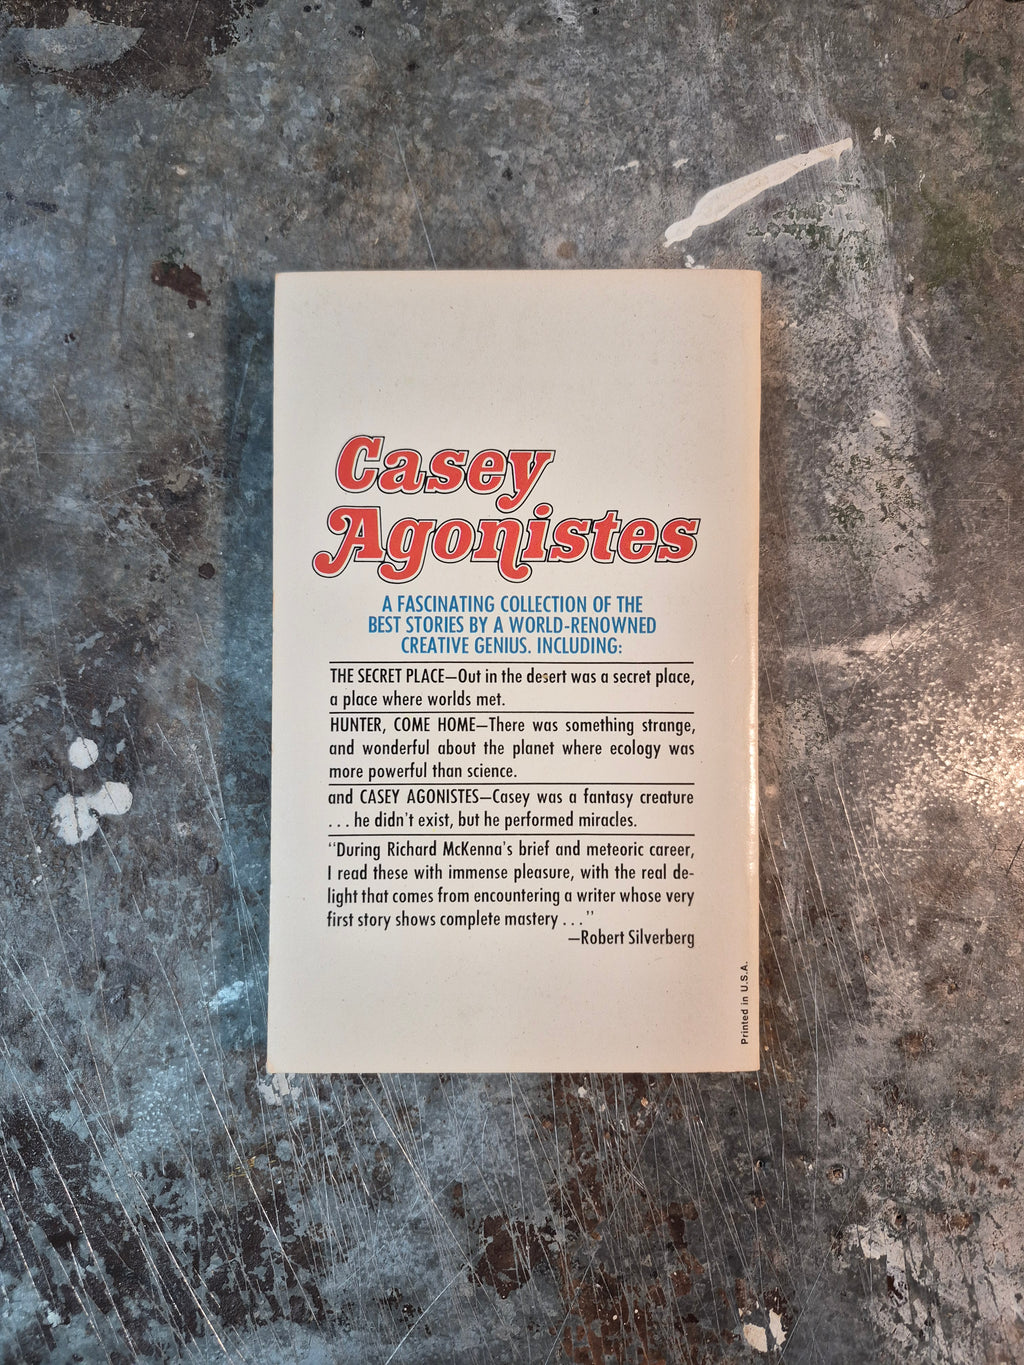 Casey
Agonistes
A FASCINATING COLLECTION OF THE
BEST STORIES BY A WORLD-RENOWNED
CREATIVE GENIUS. INCLUDING:
THE SECRET PLACE—Out in the desert was a secret place,
a place where worlds met.
HUNTER, COME HOME—There was something strange,
and wonderful about the planet where ecology was
more powerful than science.
and CASEY AGONISTES—Casey was a fantasy creature
. . . he didn't exist, but he performed miracles.
"During Richard McKenna's brief and meteoric career,
I read these with immense pleasure, with the real de-
light that comes from encountering a writer whose very
first story shows complete mastery . . ."
—Robert Silverberg
Printed in U.S.A.